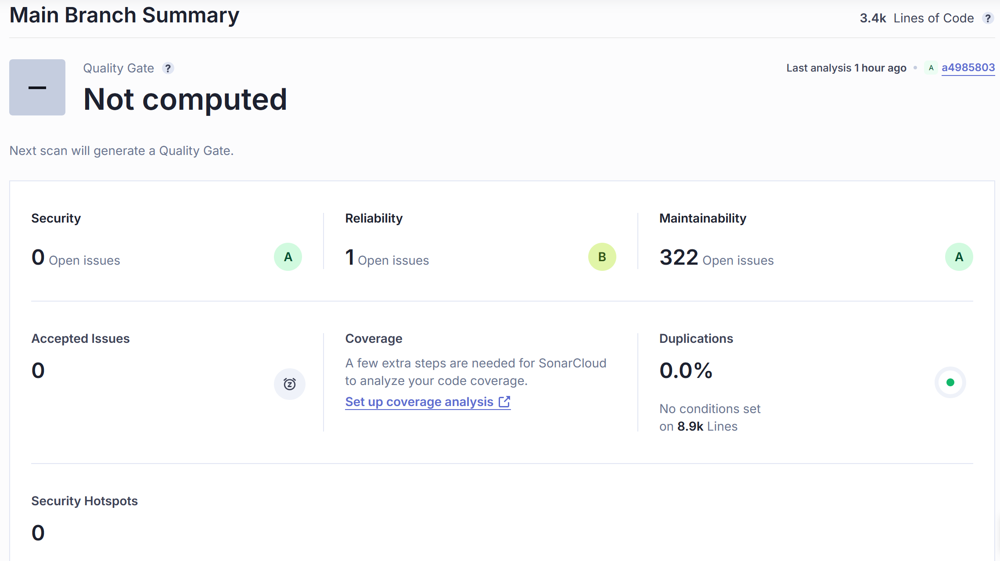 Main Branch Summary
3.4k Lines of Code ?
Quality Gate ?
Last analysis 1 hour ago • A a4985803
Not computed
Next scan will generate a Quality Gate.
Security
0 Open issues
A
Reliability
1 Open issues
B
Maintainability
322 Open issues
A
Accepted Issues
0
Coverage
A few extra steps are needed for SonarCloud
to analyze your code coverage.
Set up coverage analysis
Duplications
0.0%
No conditions set
on 8.9k Lines
Security Hotspots
0